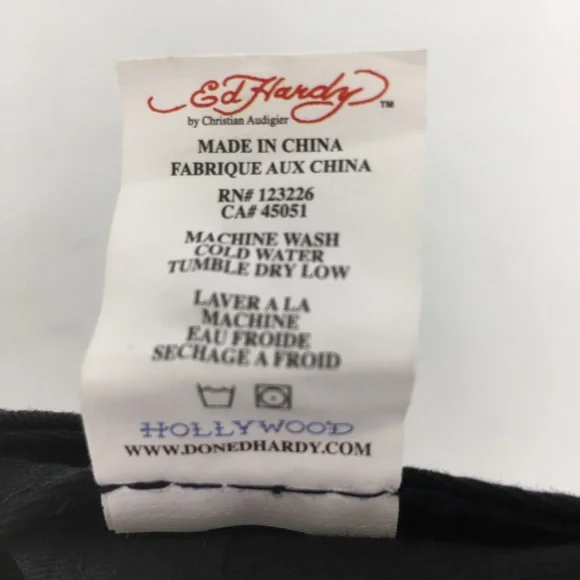 Ed Hardy ™
by Christian Audigier
MADE IN CHINA
FABRIQUE AUX CHINA
RN# 123226
CA# 45051
MACHINE WASH
COLD WATER
TUMBLE DRY LOW
LAVER A LA
MACHINE
EAU FROIDE
SECHAGE A FROID
HOLLYWOOD
WWW.DONEDHARDY.COM